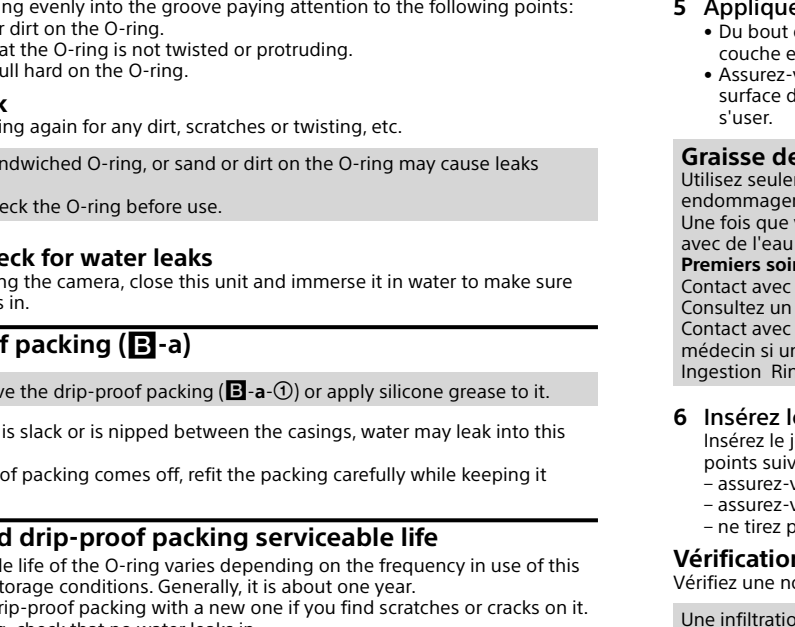 ng evenly into the groove paying attention to the following points:
r dirt on the O-ring.
at the O-ring is not twisted or protruding.
ull hard on the O-ring.
k
ing again for any dirt, scratches or twisting, etc.
ndwiched O-ring, or sand or dirt on the O-ring may cause leaks
eck the O-ring before use.
eck for water leaks
ng the camera, close this unit and immerse it in water to make sure
s in.
f packing (B-a)
ve the drip-proof packing (B-a-①) or apply silicone grease to it.
is slack or is nipped between the casings, water may leak into this
of packing comes off, refit the packing carefully while keeping it
d drip-proof packing serviceable life
le life of the O-ring varies depending on the frequency in use of this
torage conditions. Generally, it is about one year.
rip-proof packing with a new one if you find scratches or cracks on it.
g, check that no water leaks in.
5 Applique
• Du bout
couche e
• Assurez-v
surface d
s'user.
Graisse de
Utilisez seuler
endommager
Une fois que
avec de l'eau
Premiers soin
Contact avec
Consultez un
Contact avec
médecin si un
Ingestion Rin
6 Insérez le
Insérez le j
points suiv
– assurez-v
– assurez-v
– ne tirez p
Vérification
Vérifiez une no
Une infiltratio